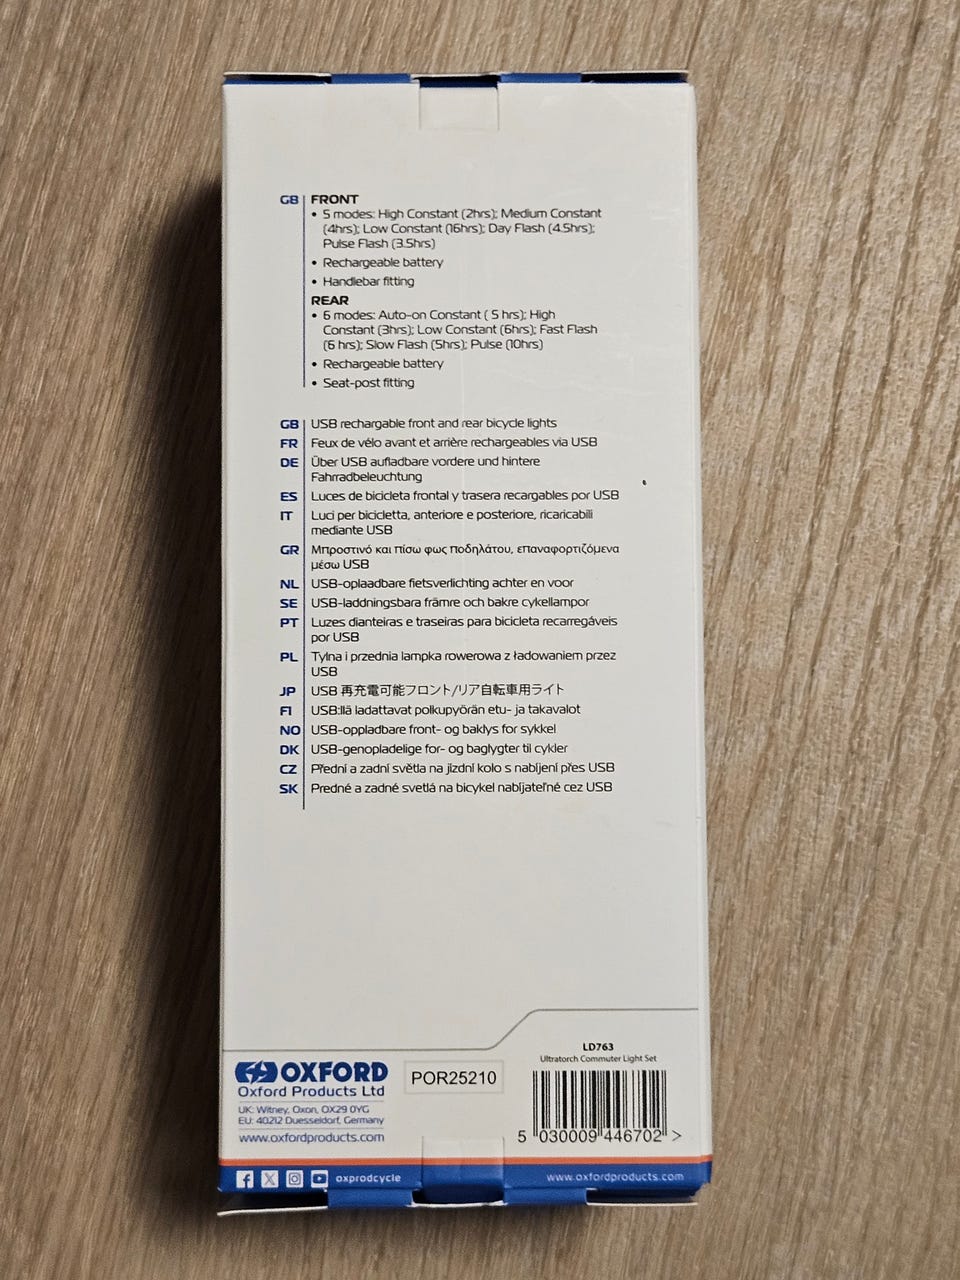 GB FRONT
• 5 modes: High Constant (2hrs); Medium Constant
(4hrs); Low Constant (16hrs); Day Flash (4.5hrs);
Pulse Flash (3.5hrs)
• Rechargeable battery
• Handlebar fitting
REAR
• 6 modes: Auto-on Constant ( 5 hrs); High
Constant (3hrs); Low Constant (6hrs); Fast Flash
(6 hrs); Slow Flash (5hrs); Pulse (10hrs)
• Rechargeable battery
• Seat-post fitting
GB USB rechargable front and rear bicycle lights
FR Feux de vélo avant et arrière rechargeables via USB
DE Über USB aufladbare vordere und hintere
Fahrradbeleuchtung
ES Luces de bicicleta frontal y trasera recargables por USB
IT Luci per bicicletta, anteriore e posteriore, ricaricabili
mediante USB
GR Μπροστινό και πίσω φως ποδηλάτου, επαναφορτιζόμενα
μέσω USB
NL USB-oplaadbare fietsverlichting achter en voor
SE USB-laddningsbara främre och bakre cykellampor
PT Luzes dianteiras e traseiras para bicicleta recarregáveis
por USB
PL Tylna i przednia lampka rowerowa z ładowaniem przez
USB
JP USB 再充電可能フロント/リア自転車用ライト
FI USB:llä ladattavat polkupyörän etu- ja takavalot
NO USB-oppladbare front- og baklys for sykkel
DK USB-genopladelige for- og baglygter til cykler
CZ Přední a zadní světla na jízdní kolo s nabíjení přes USB
SK Predné a zadné svetlá na bicykel nabíjateľné cez USB
OXFORD
Oxford Products Ltd
UK: Witney, Oxon, OX29 0YG
EU: 40212 Duesseldorf, Germany
www.oxfordproducts.com
POR25210
LD763
Ultratorch Commuter Light Set
5 030009 446702 >
oxprodcycle
www.oxfordproducts.com